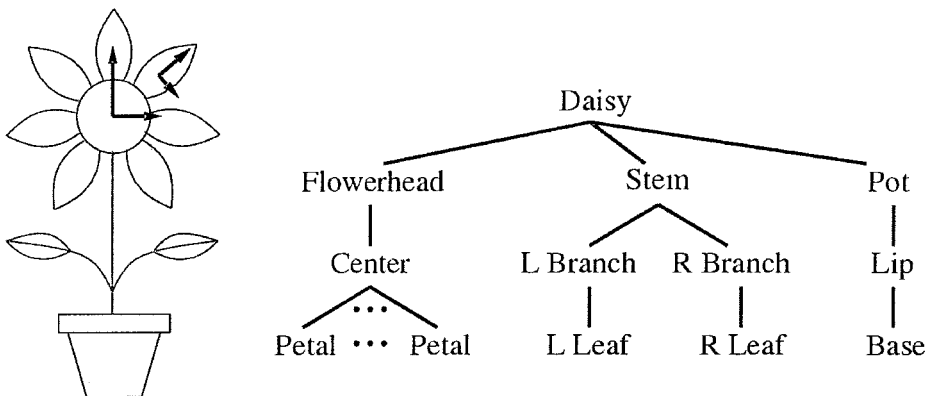 Daisy
Flowerhead Stem Pot
Center L Branch R Branch Lip
Petal ••• Petal L Leaf R Leaf Base